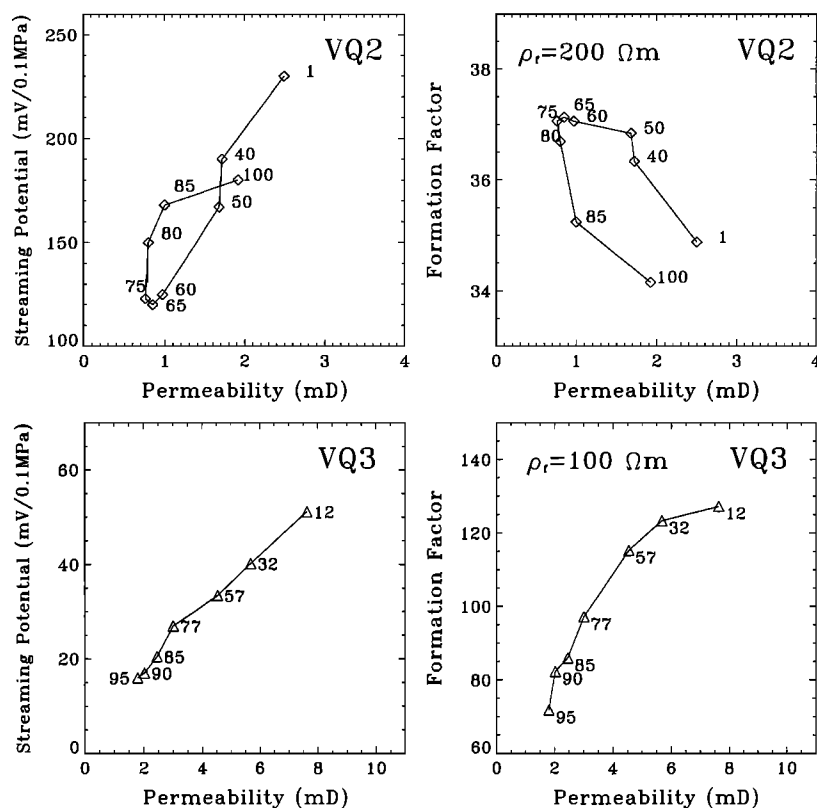 VQ2
250
200
150
100
Streaming Potential (mV/0.1MPa)
1
40
85
100
50
80
75
60
65
0 1 2 3 4
Permeability (mD)
ρr=200 Ωm VQ2
38
36
34
Formation Factor
75 65
60
50
80
40
85
1
100
0 1 2 3 4
Permeability (mD)
VQ3
60
40
20
0
Streaming Potential (mV/0.1MPa)
12
32
57
77
85
95 90
0 2 4 6 8 10
Permeability (mD)
ρr=100 Ωm VQ3
140
120
100
80
60
Formation Factor
12
32
57
77
85
90
95
0 2 4 6 8 10
Permeability (mD)